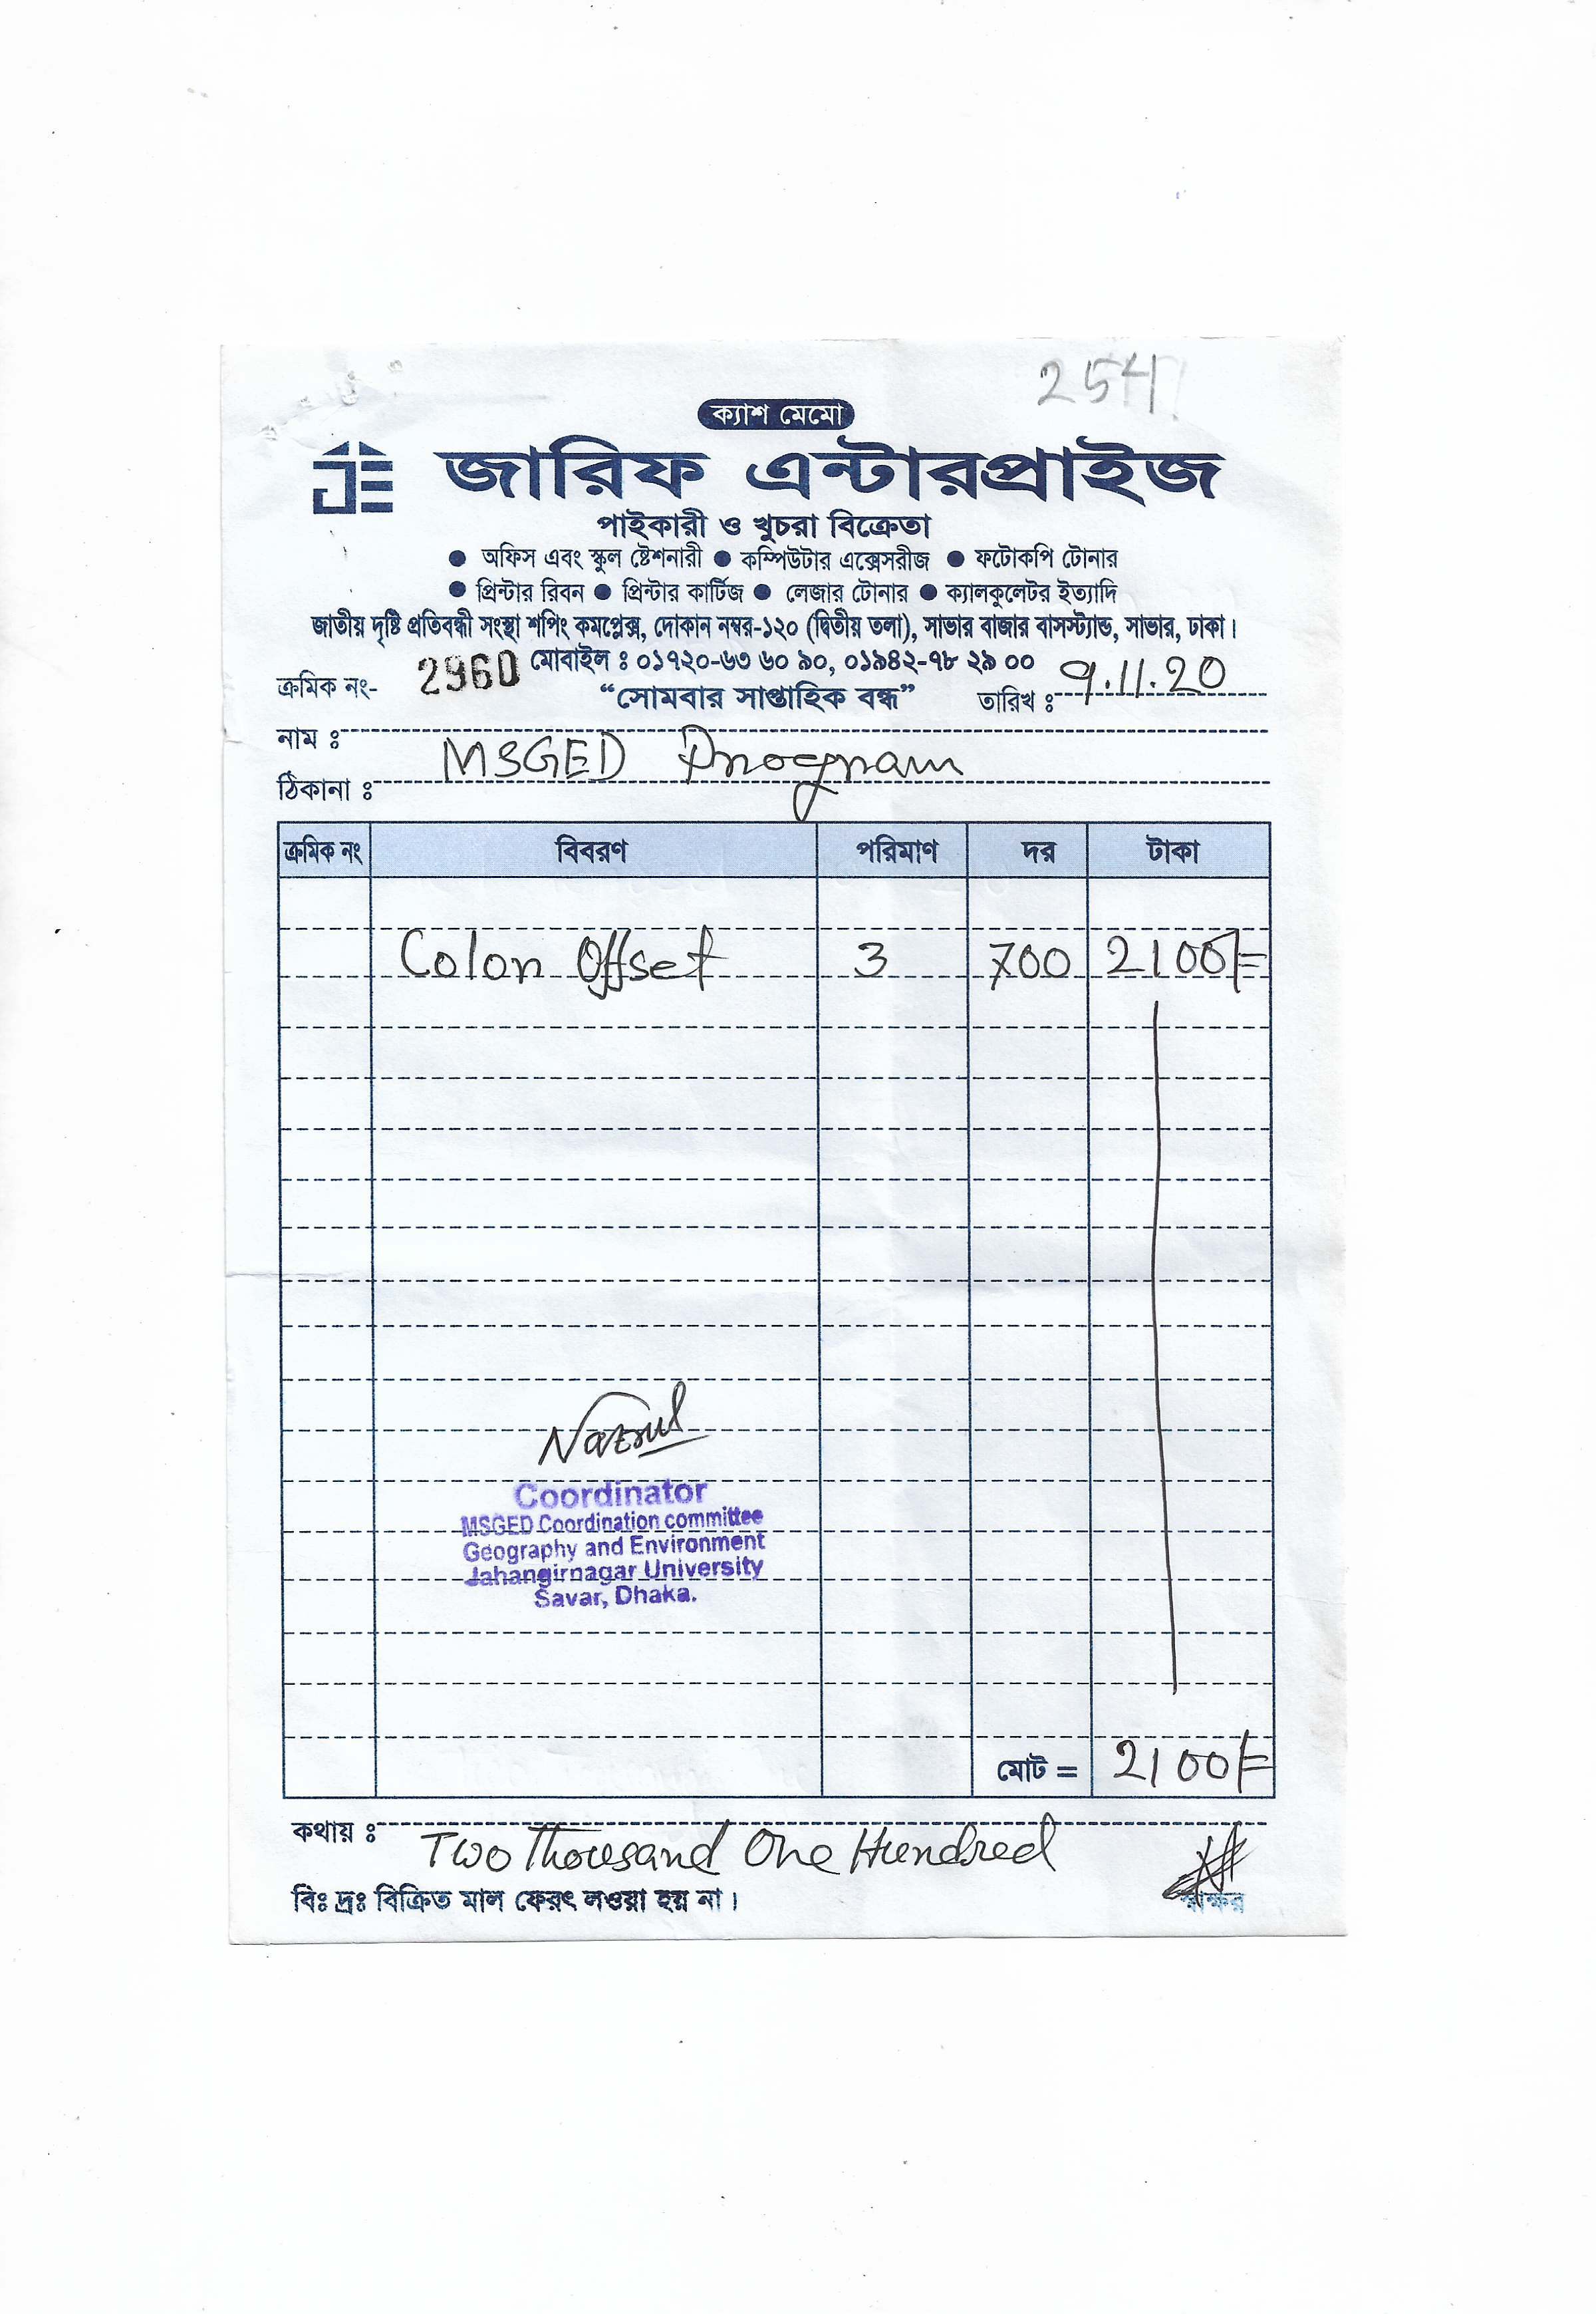 254
ক্যাশ মেমো
জারিফ এন্টারপ্রাইজ
পাইকারী ও খুচরা বিক্রেতা
● অফিস এবং স্কুল ষ্টেশনারী ● কম্পিউটার এক্সেসরীজ ● ফটোকপি টোনার
● প্রিন্টার রিবন ● প্রিন্টার কার্টিজ ● লেজার টোনার ● ক্যালকুলেটর ইত্যাদি
জাতীয় দৃষ্টি প্রতিবন্ধী সংস্থা শপিং কমপ্লেক্স, দোকান নম্বর-১২০ (দ্বিতীয় তলা), সাভার বাজার বাসস্ট্যান্ড, সাভার, ঢাকা।
মোবাইল ঃ ০১৭২০-৬৩ ৬০ ৯০, ০১৯৪২-৭৮ ২৯ ০০
ক্রমিক নং- 2960 “সোমবার সাপ্তাহিক বন্ধ” তারিখ ঃ 9.11.20
নাম ঃ MSGED Program
ঠিকানা ঃ
ক্রমিক নং বিবরণ পরিমাণ দর টাকা
Color Offset 3 700 2100/=
Nazrul
Coordinator
MSGED Coordination committee
Geography and Environment
Jahangirnagar University
Savar, Dhaka.
মোট = 2100/=
কথায় ঃ Two Thousand One Hundred
বিঃ দ্রঃ বিক্রিত মাল ফেরৎ লওয়া হয় না।
স্বাক্ষর